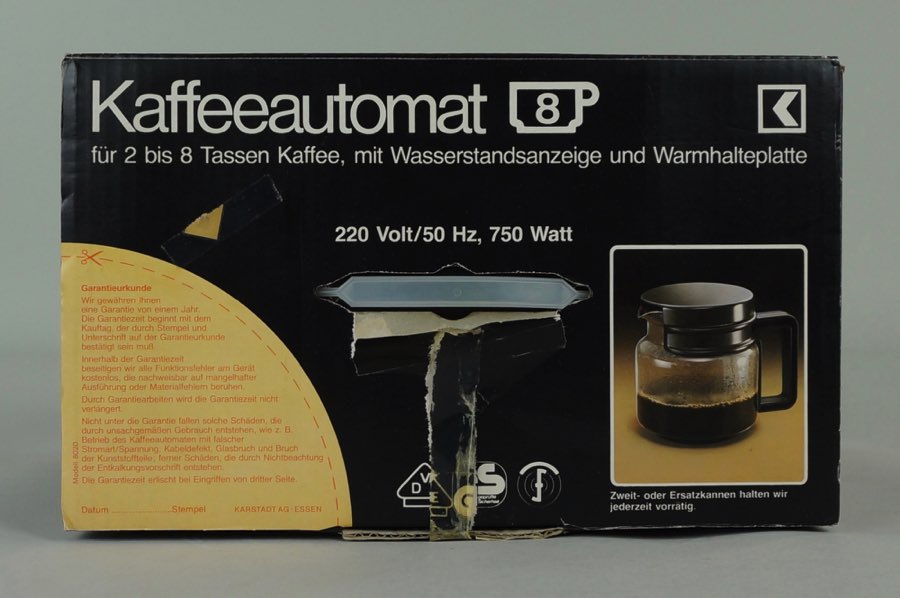 Kaffeeautomat 8
für 2 bis 8 Tassen Kaffee, mit Wasserstandsanzeige und Warmhalteplatte
220 Volt/50 Hz, 750 Watt
Garantieurkunde
Wir gewähren Ihnen
eine Garantie von einem Jahr.
Die Garantiezeit beginnt mit dem
Kauftag, der durch Stempel und
Unterschrift auf der Garantieurkunde
bestätigt sein muß.
Innerhalb der Garantiezeit
beseitigen wir alle Funktionsfehler am Gerät
kostenlos, die nachweisbar auf mangelhafter
Ausführung oder Materialfehlern beruhen.
Durch Garantiearbeiten wird die Garantiezeit nicht
verlängert.
Nicht unter die Garantie fallen solche Schäden, die
durch unsachgemäßen Gebrauch entstehen, wie z. B.
Betrieb des Kaffeeautomaten mit falscher
Stromart/Spannung, Kabeldefekt, Glasbruch und Bruch
der Kunststoffteile; ferner Schäden, die durch Nichtbeachtung
der Entkalkungsvorschrift entstehen.
Die Garantiezeit erlischt bei Eingriffen von dritter Seite.
Datum Stempel KARSTADT AG - ESSEN
Modell 8030
V
D E
S
geprüfte
Sicherheit
Zweit- oder Ersatzkannen halten wir
jederzeit vorrätig.